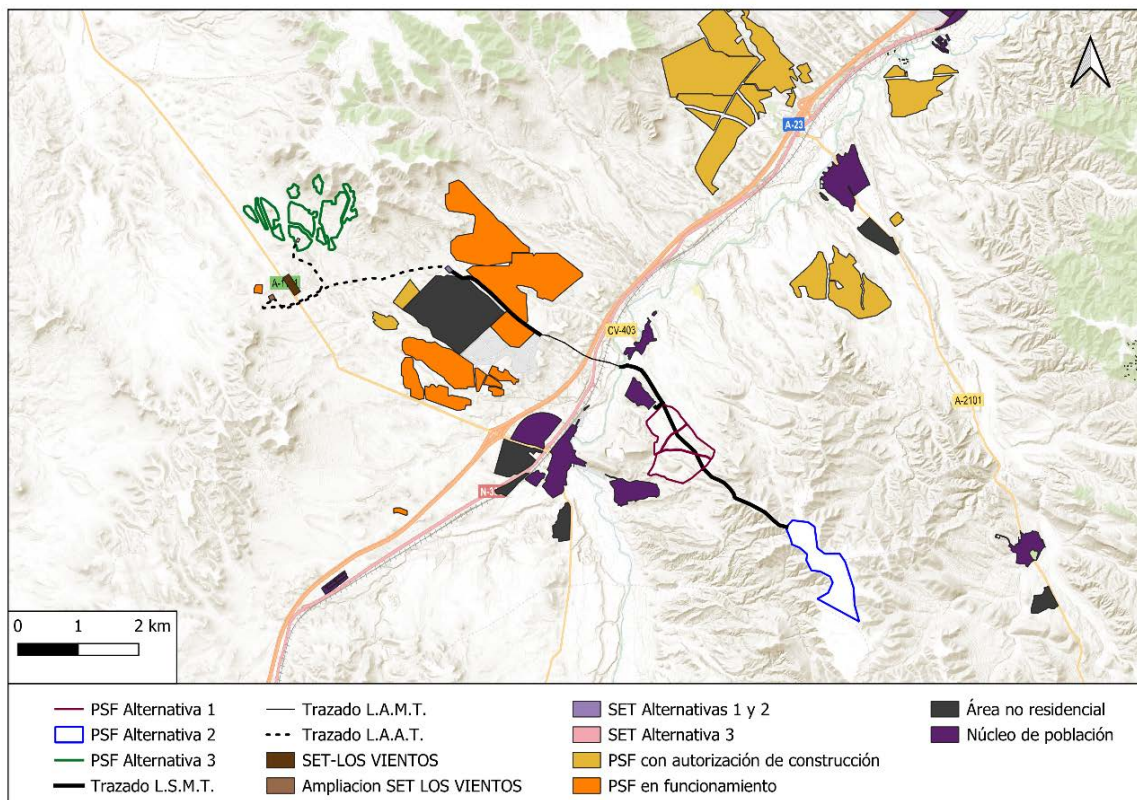 A-23
CV-403
A-2101
0 1 2 km
PSF Alternativa 1
PSF Alternativa 2
PSF Alternativa 3
Trazado L.S.M.T.
Trazado L.A.M.T.
Trazado L.A.A.T.
SET-LOS VIENTOS
Ampliacion SET LOS VIENTOS
SET Alternativas 1 y 2
SET Alternativa 3
PSF con autorización de construcción
PSF en funcionamiento
Área no residencial
Núcleo de población